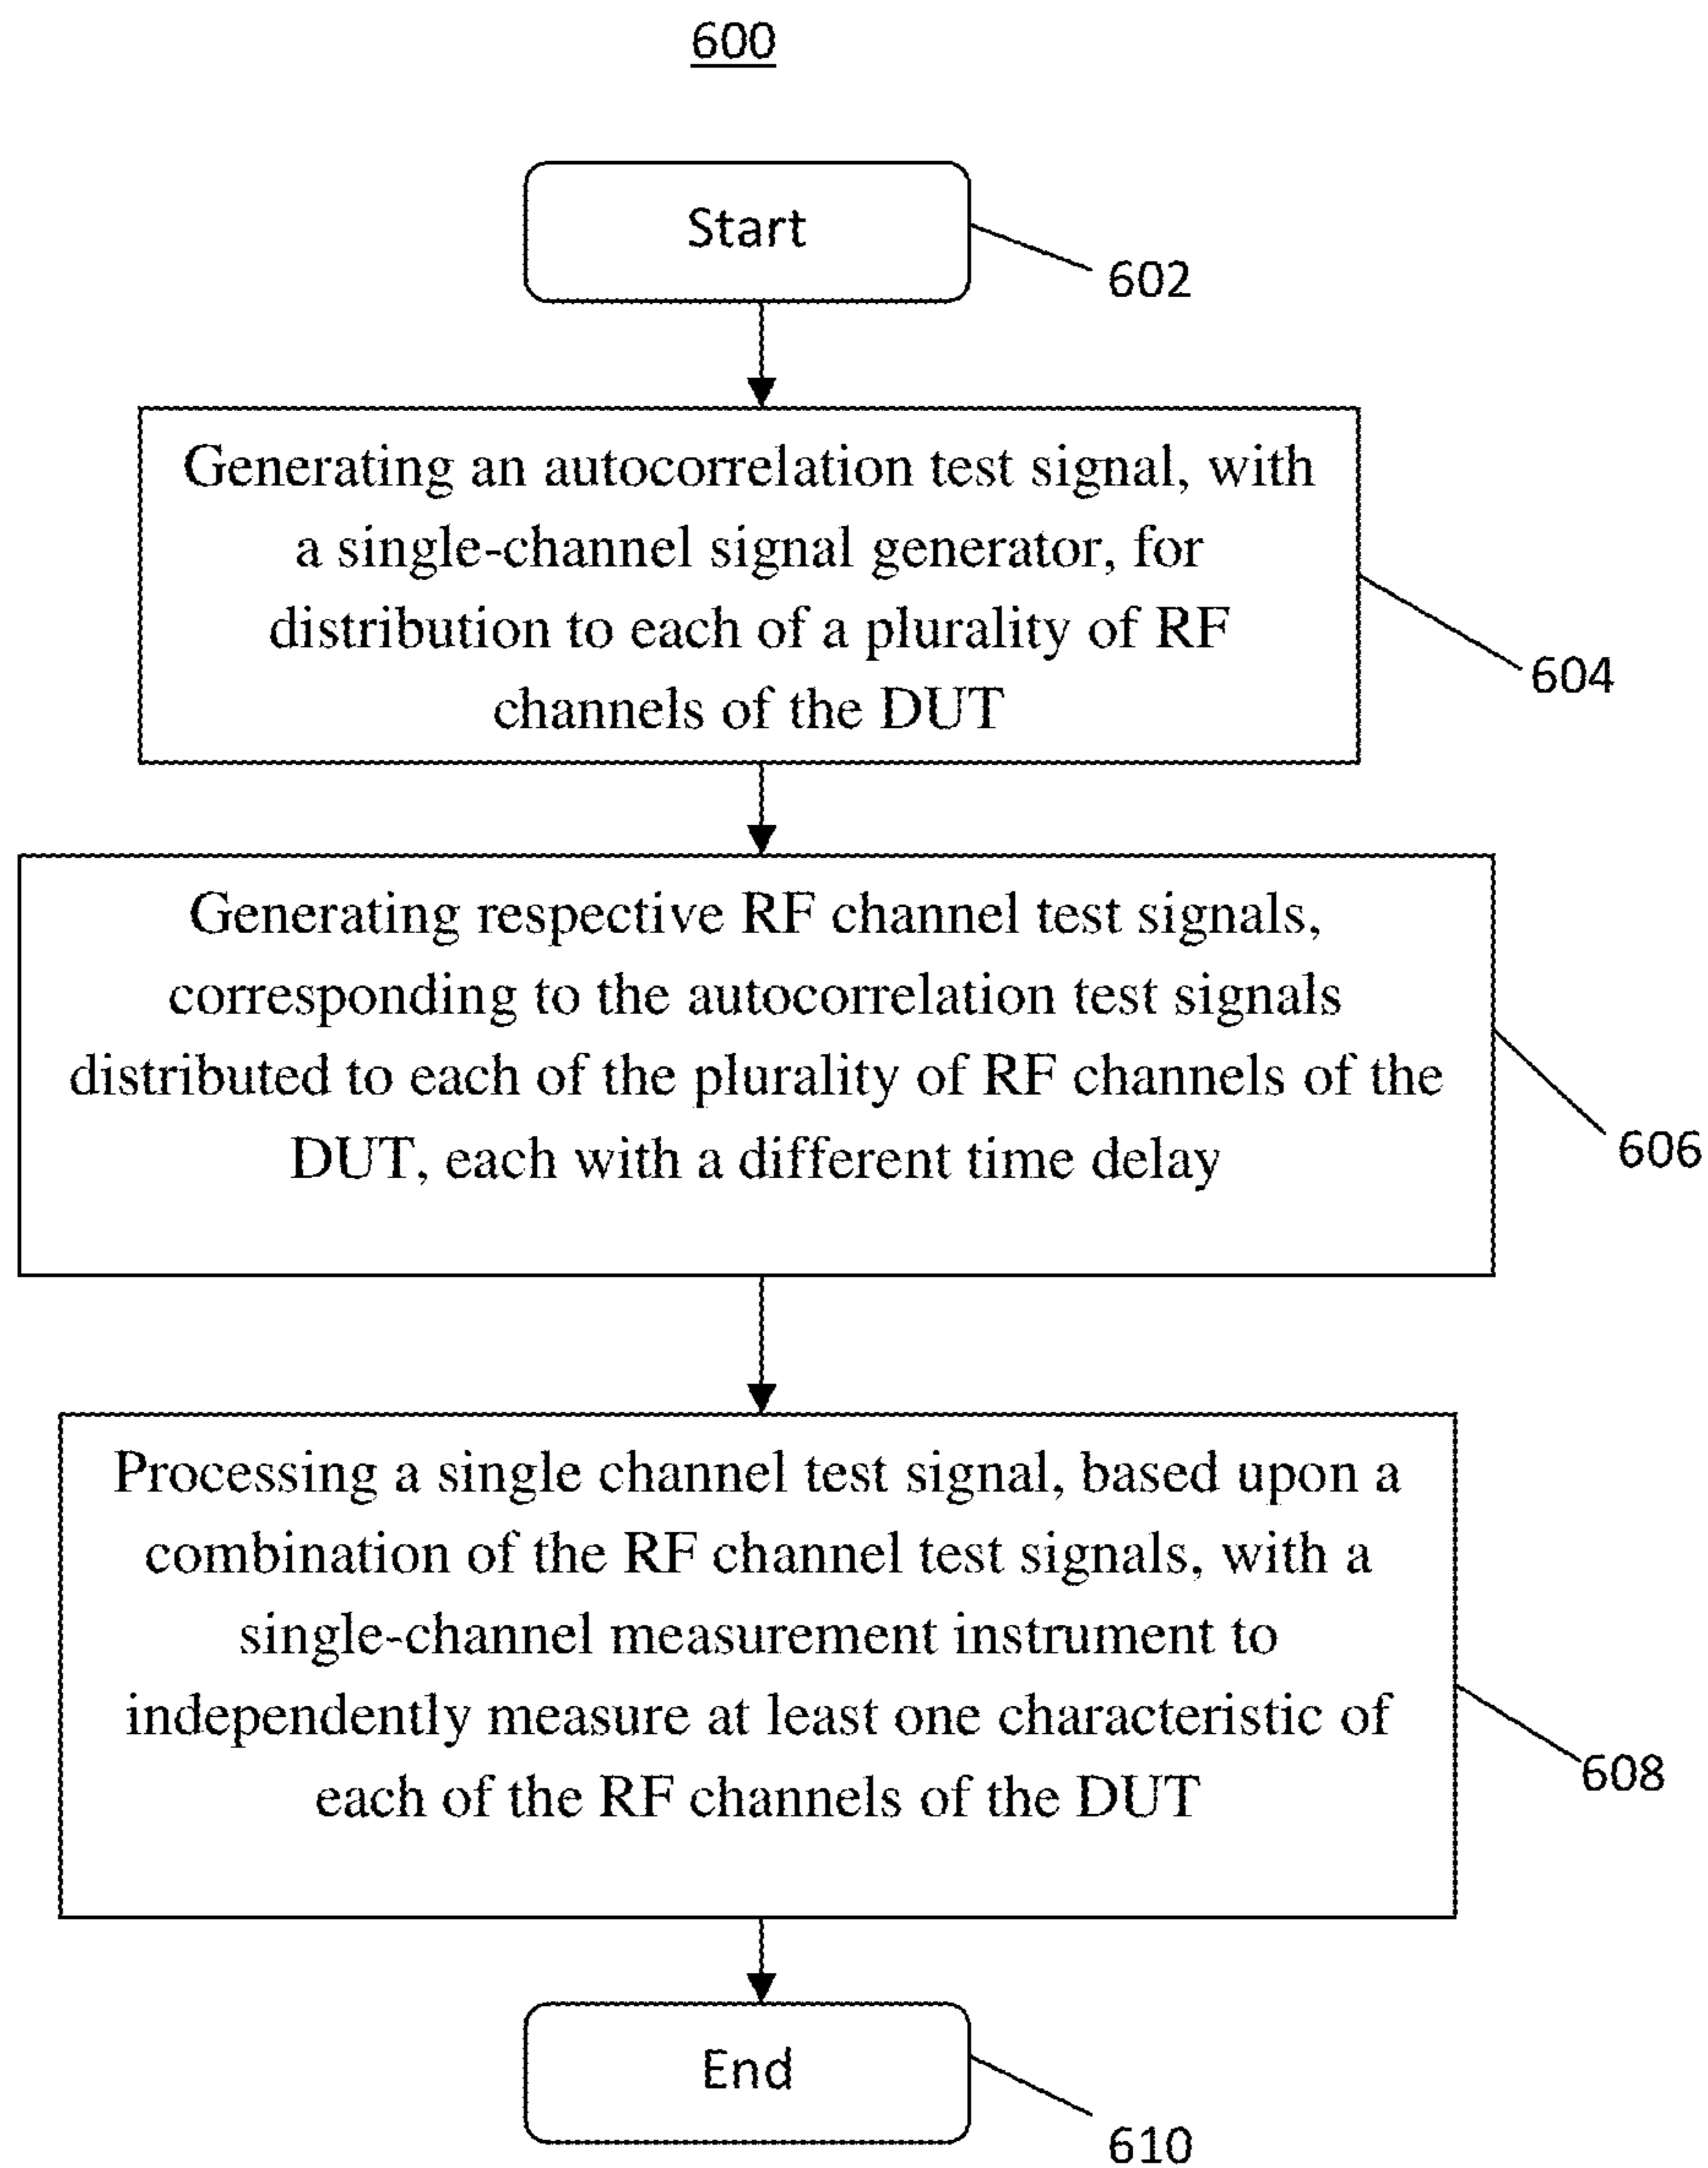 600
Start
602
Generating an autocorrelation test signal, with
a single-channel signal generator, for
distribution to each of a plurality of RF
channels of the DUT
604
Generating respective RF channel test signals,
corresponding to the autocorrelation test signals
distributed to each of the plurality of RF channels of the
DUT, each with a different time delay
606
Processing a single channel test signal, based upon a
combination of the RF channel test signals, with a
single-channel measurement instrument to
independently measure at least one characteristic of
each of the RF channels of the DUT
608
End
610